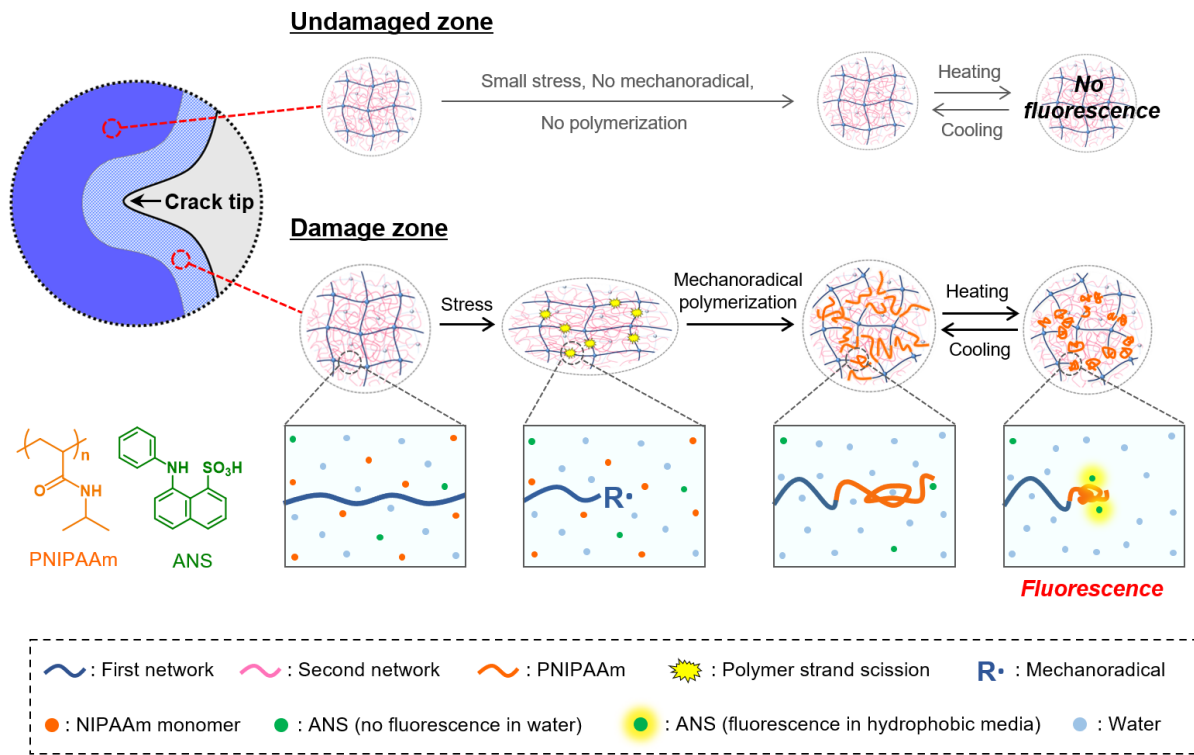 Undamaged zone
Small stress, No mechanoradical,
No polymerization
Heating
Cooling
No
fluorescence
Crack tip
Damage zone
Stress
Mechanoradical
polymerization
Heating
Cooling
n
O
NH
PNIPAAm
NH
SO₃H
ANS
R·
Fluorescence
: First network
: Second network
: PNIPAAm
: Polymer strand scission
R· : Mechanoradical
: NIPAAm monomer
: ANS (no fluorescence in water)
: ANS (fluorescence in hydrophobic media)
: Water